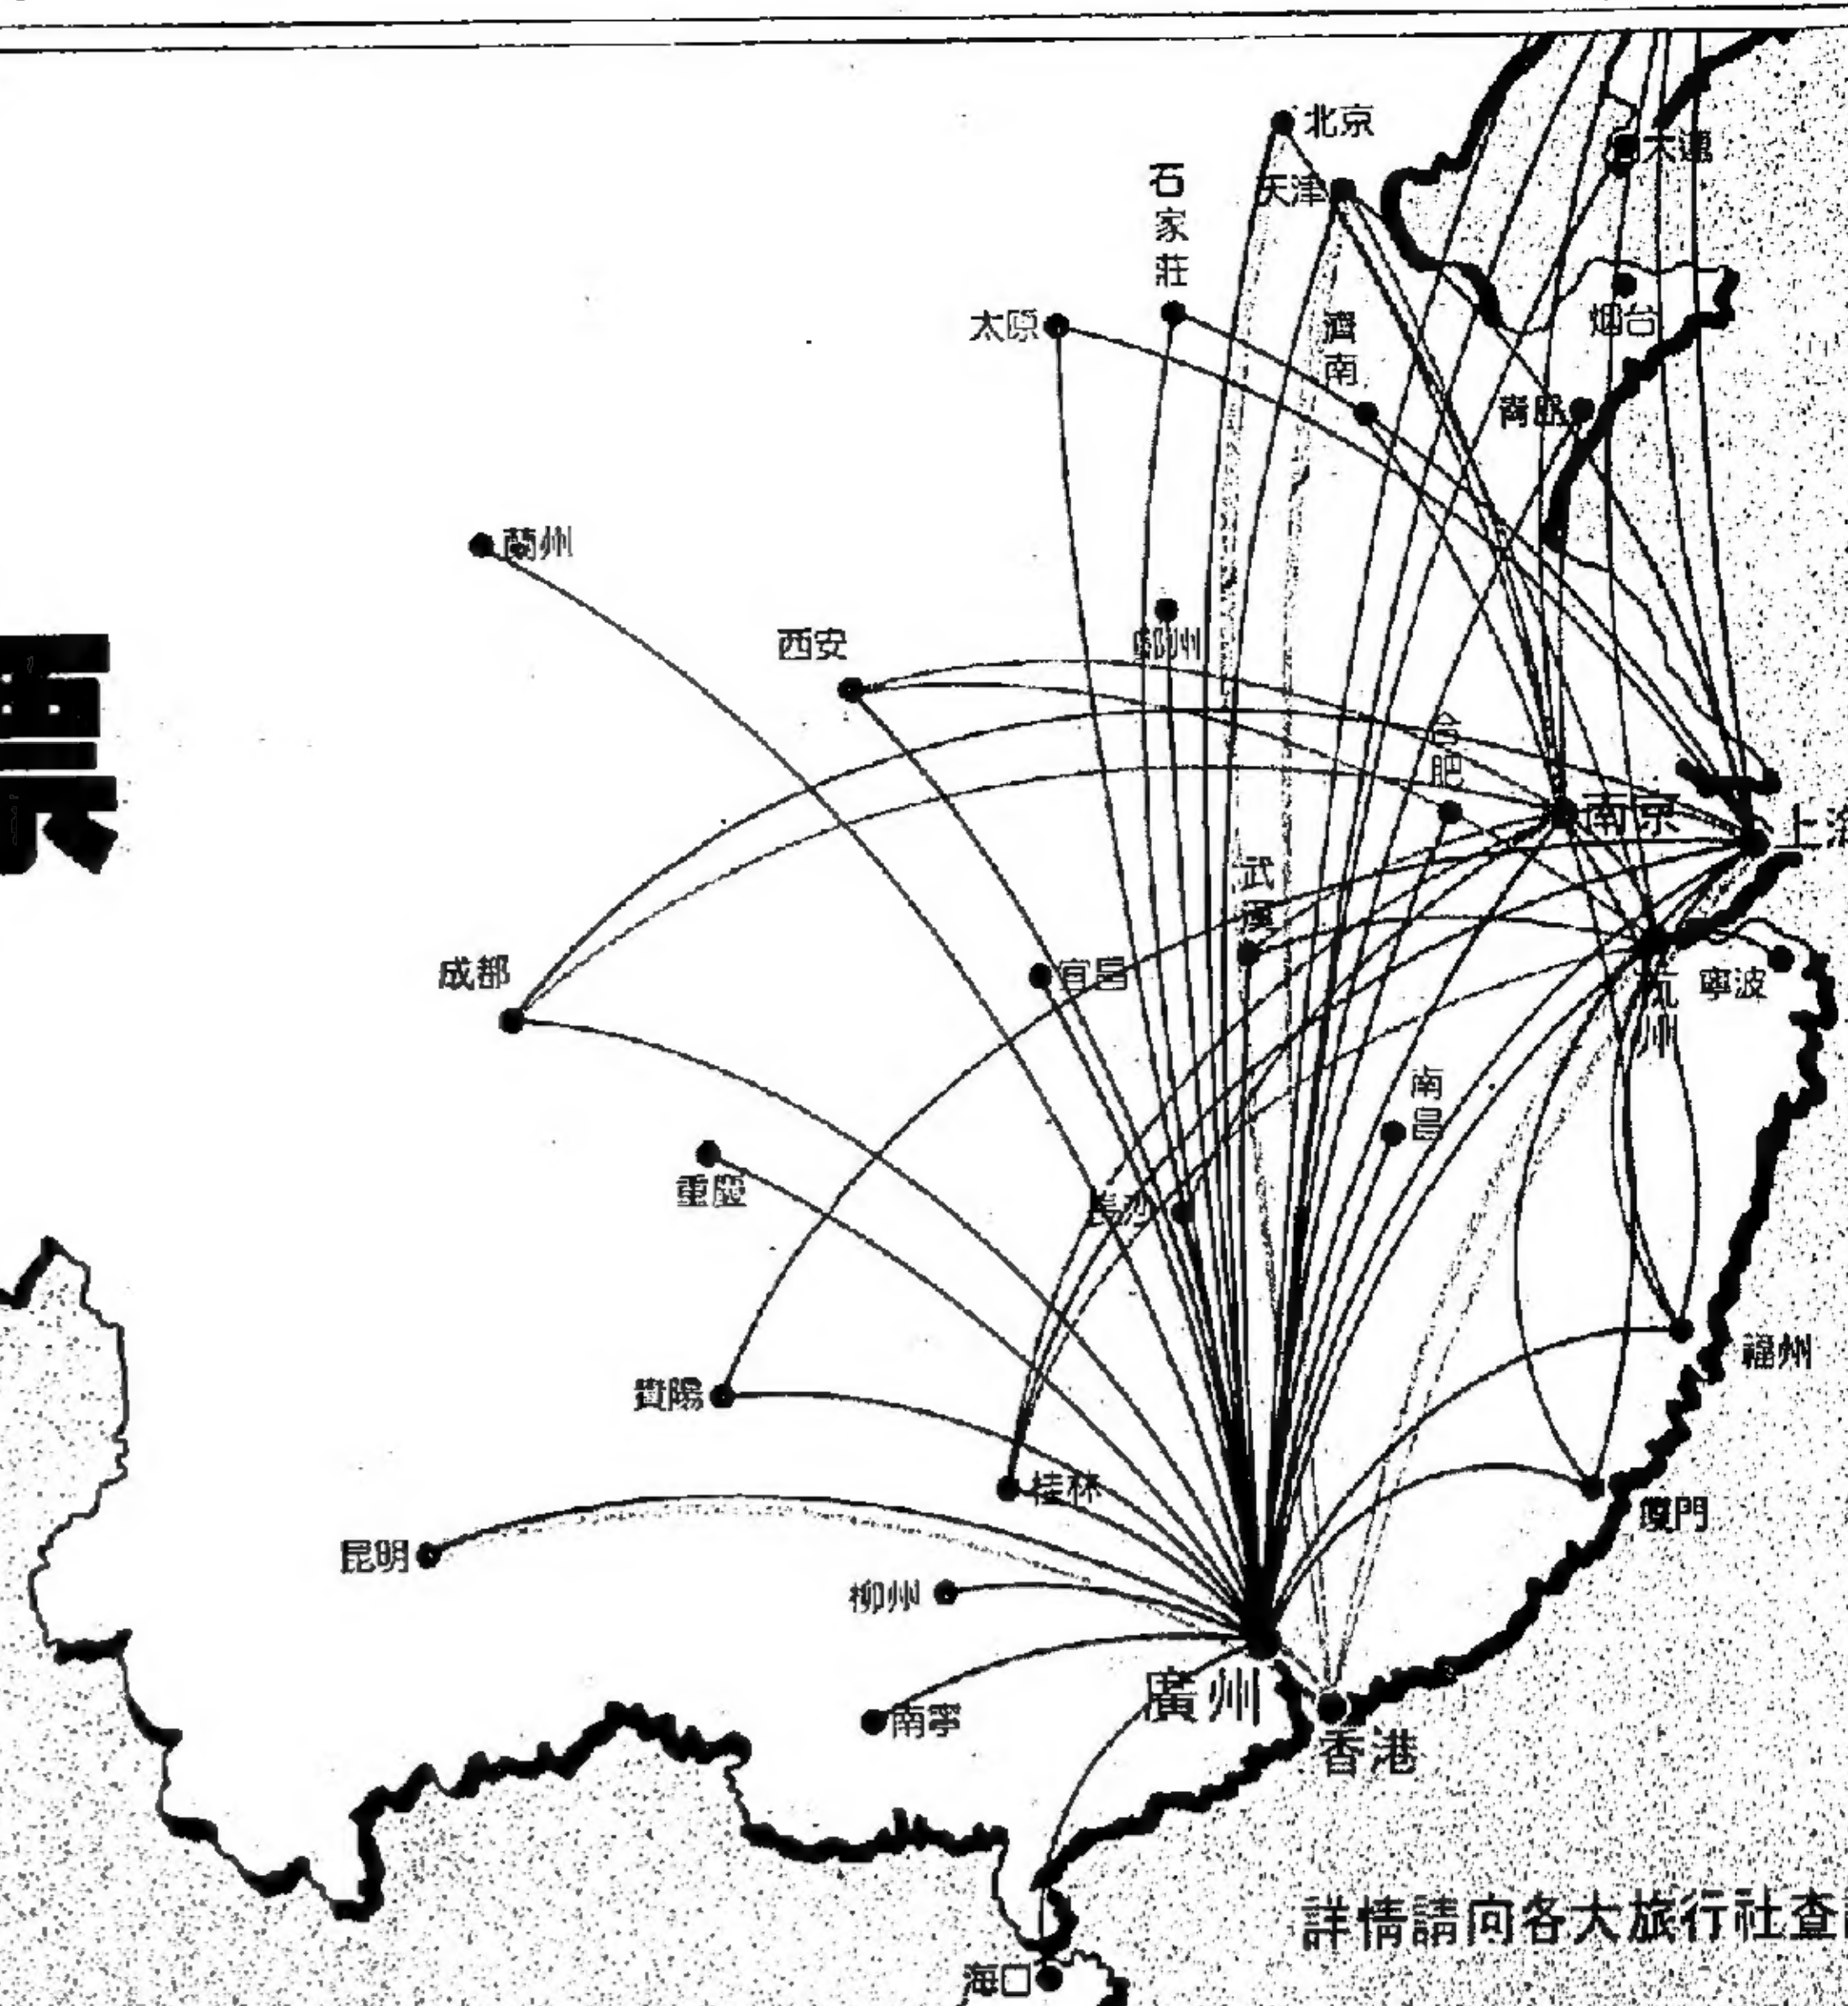 北京
大連
天津
石家莊
烟台
太原
濟南
青島
蘭州
西安
鄭州
合肥
票
南京
上海
武漢
成都
宜昌
杭州
寧波
南昌
重慶
長沙
福州
貴陽
桂林
廈門
昆明
柳州
廣州
南寧
香港
詳情請向各大旅行社查
海口